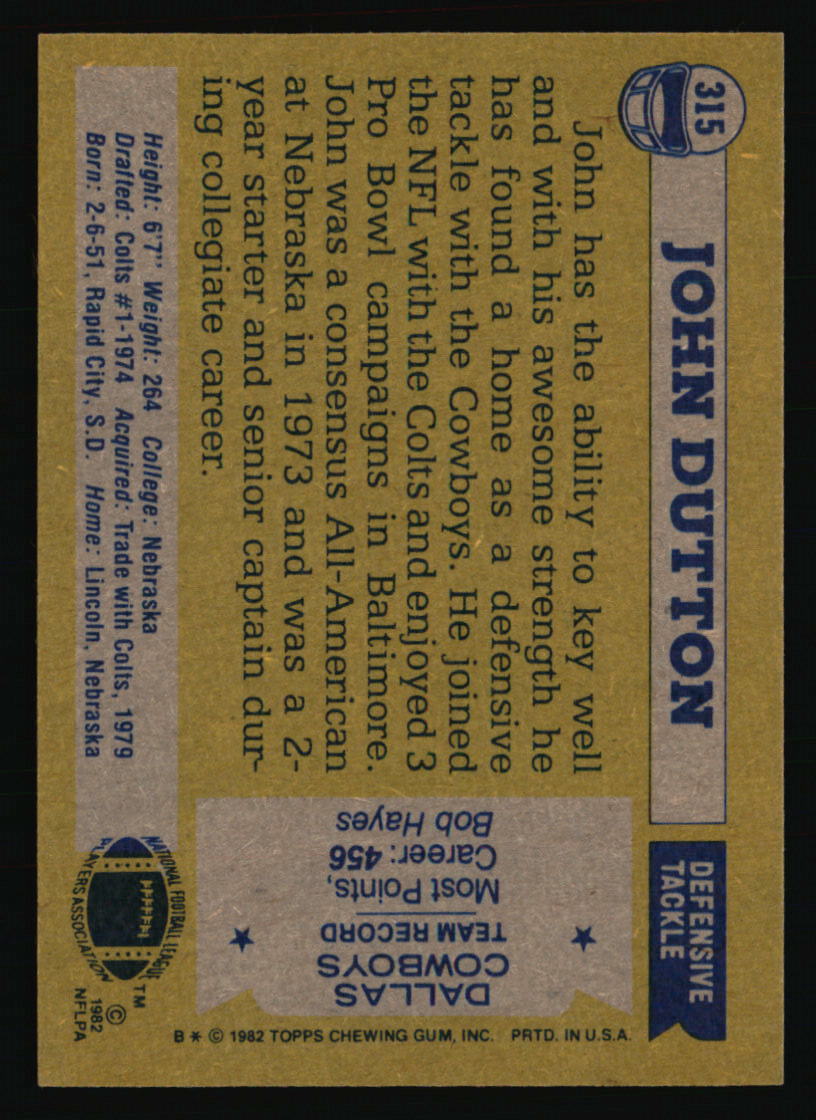 315
JOHN DUTTON
DEFENSIVE
TACKLE
John has the ability to key well
and with his awesome strength he
has found a home as a defensive
tackle with the Cowboys. He joined
the NFL with the Colts and enjoyed 3
Pro Bowl campaigns in Baltimore.
John was a consensus All-American
at Nebraska in 1973 and was a 2-
year starter and senior captain dur-
ing collegiate career.
DALLAS
COWBOYS
TEAM RECORD
Most Points,
Career: 456
Bob Hayes
Height: 6'7" Weight: 264 College: Nebraska
Drafted: Colts #1-1974 Acquired: Trade with Colts, 1979
Born: 2-6-51, Rapid City, S.D. Home: Lincoln, Nebraska
NATIONAL FOOTBALL LEAGUE
PLAYERS ASSOCIATION
TM
© 1982
NFLPA
B * © 1982 TOPPS CHEWING GUM, INC. PRTD. IN U.S.A.